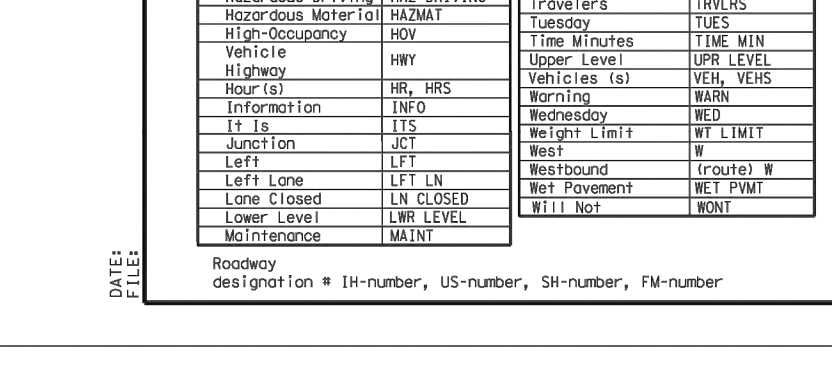 Hazardous Driving HAZ DRIVING
Hazardous Material HAZMAT
High-Occupancy
Vehicle HOV
Highway HWY
Hour(s) HR, HRS
Information INFO
It Is ITS
Junction JCT
Left LFT
Left Lane LFT LN
Lane Closed LN CLOSED
Lower Level LWR LEVEL
Maintenance MAINT
Travelers TRVLRS
Tuesday TUES
Time Minutes TIME MIN
Upper Level UPR LEVEL
Vehicles (s) VEH, VEHS
Warning WARN
Wednesday WED
Weight Limit WT LIMIT
West W
Westbound (route) W
Wet Pavement WET PVMT
Will Not WONT
Roadway
designation # IH-number, US-number, SH-number, FM-number
DATE:
FILE: